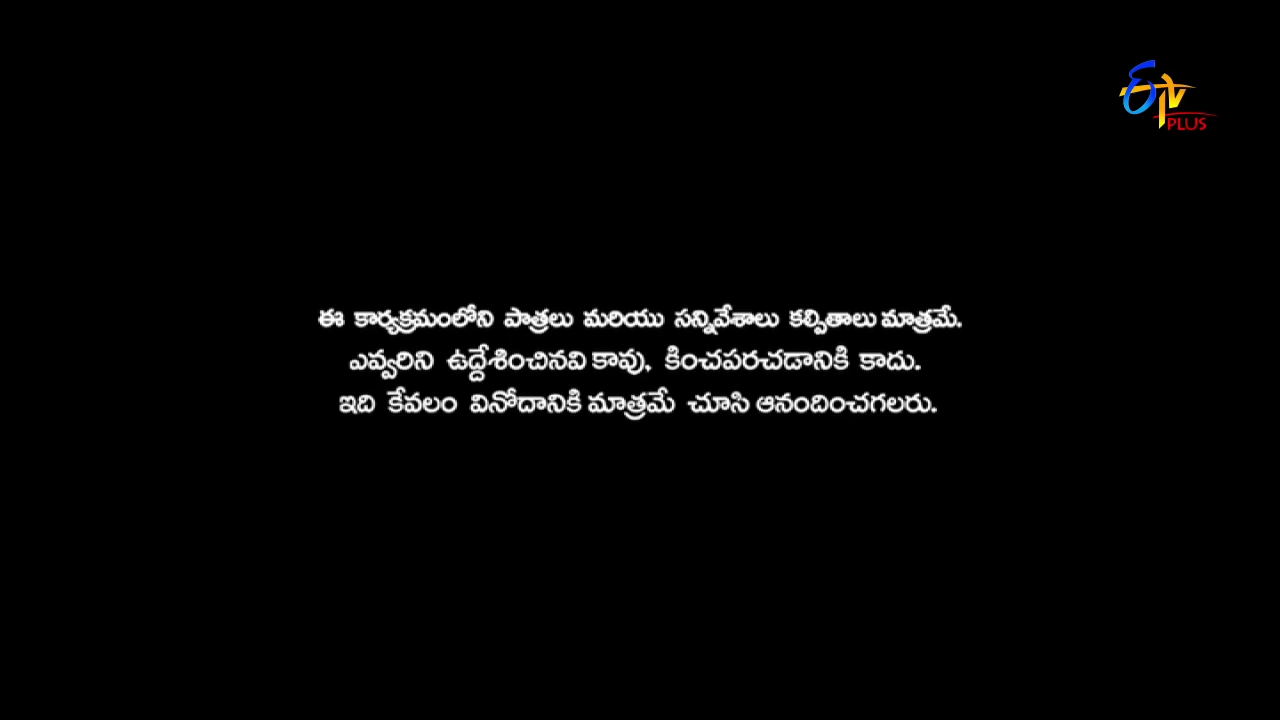 ETV
PLUS
ఈ కార్యక్రమంలోని పాత్రలు మరియు సన్నివేశాలు కల్పితాలు మాత్రమే.
ఎవ్వరిని ఉద్దేశించినవి కావు, కించపరచడానికి కాదు.
ఇది కేవలం వినోదానికి మాత్రమే చూసి ఆనందించగలరు.